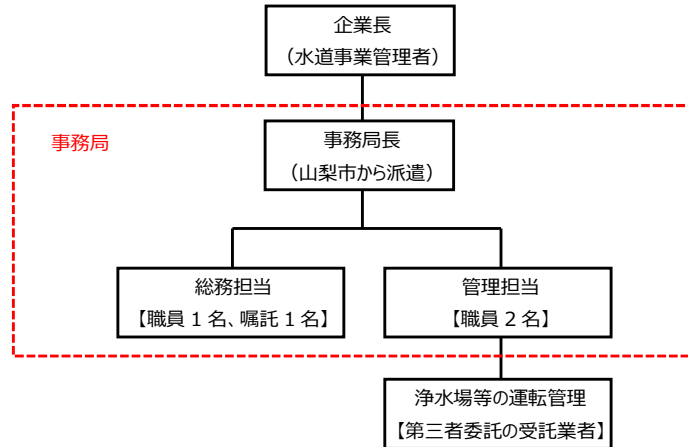 企業長
（水道事業管理者）
事務局
事務局長
（山梨市から派遣）
総務担当
【職員 1 名、嘱託 1 名】
管理担当
【職員 2 名】
浄水場等の運転管理
【第三者委託の受託業者】